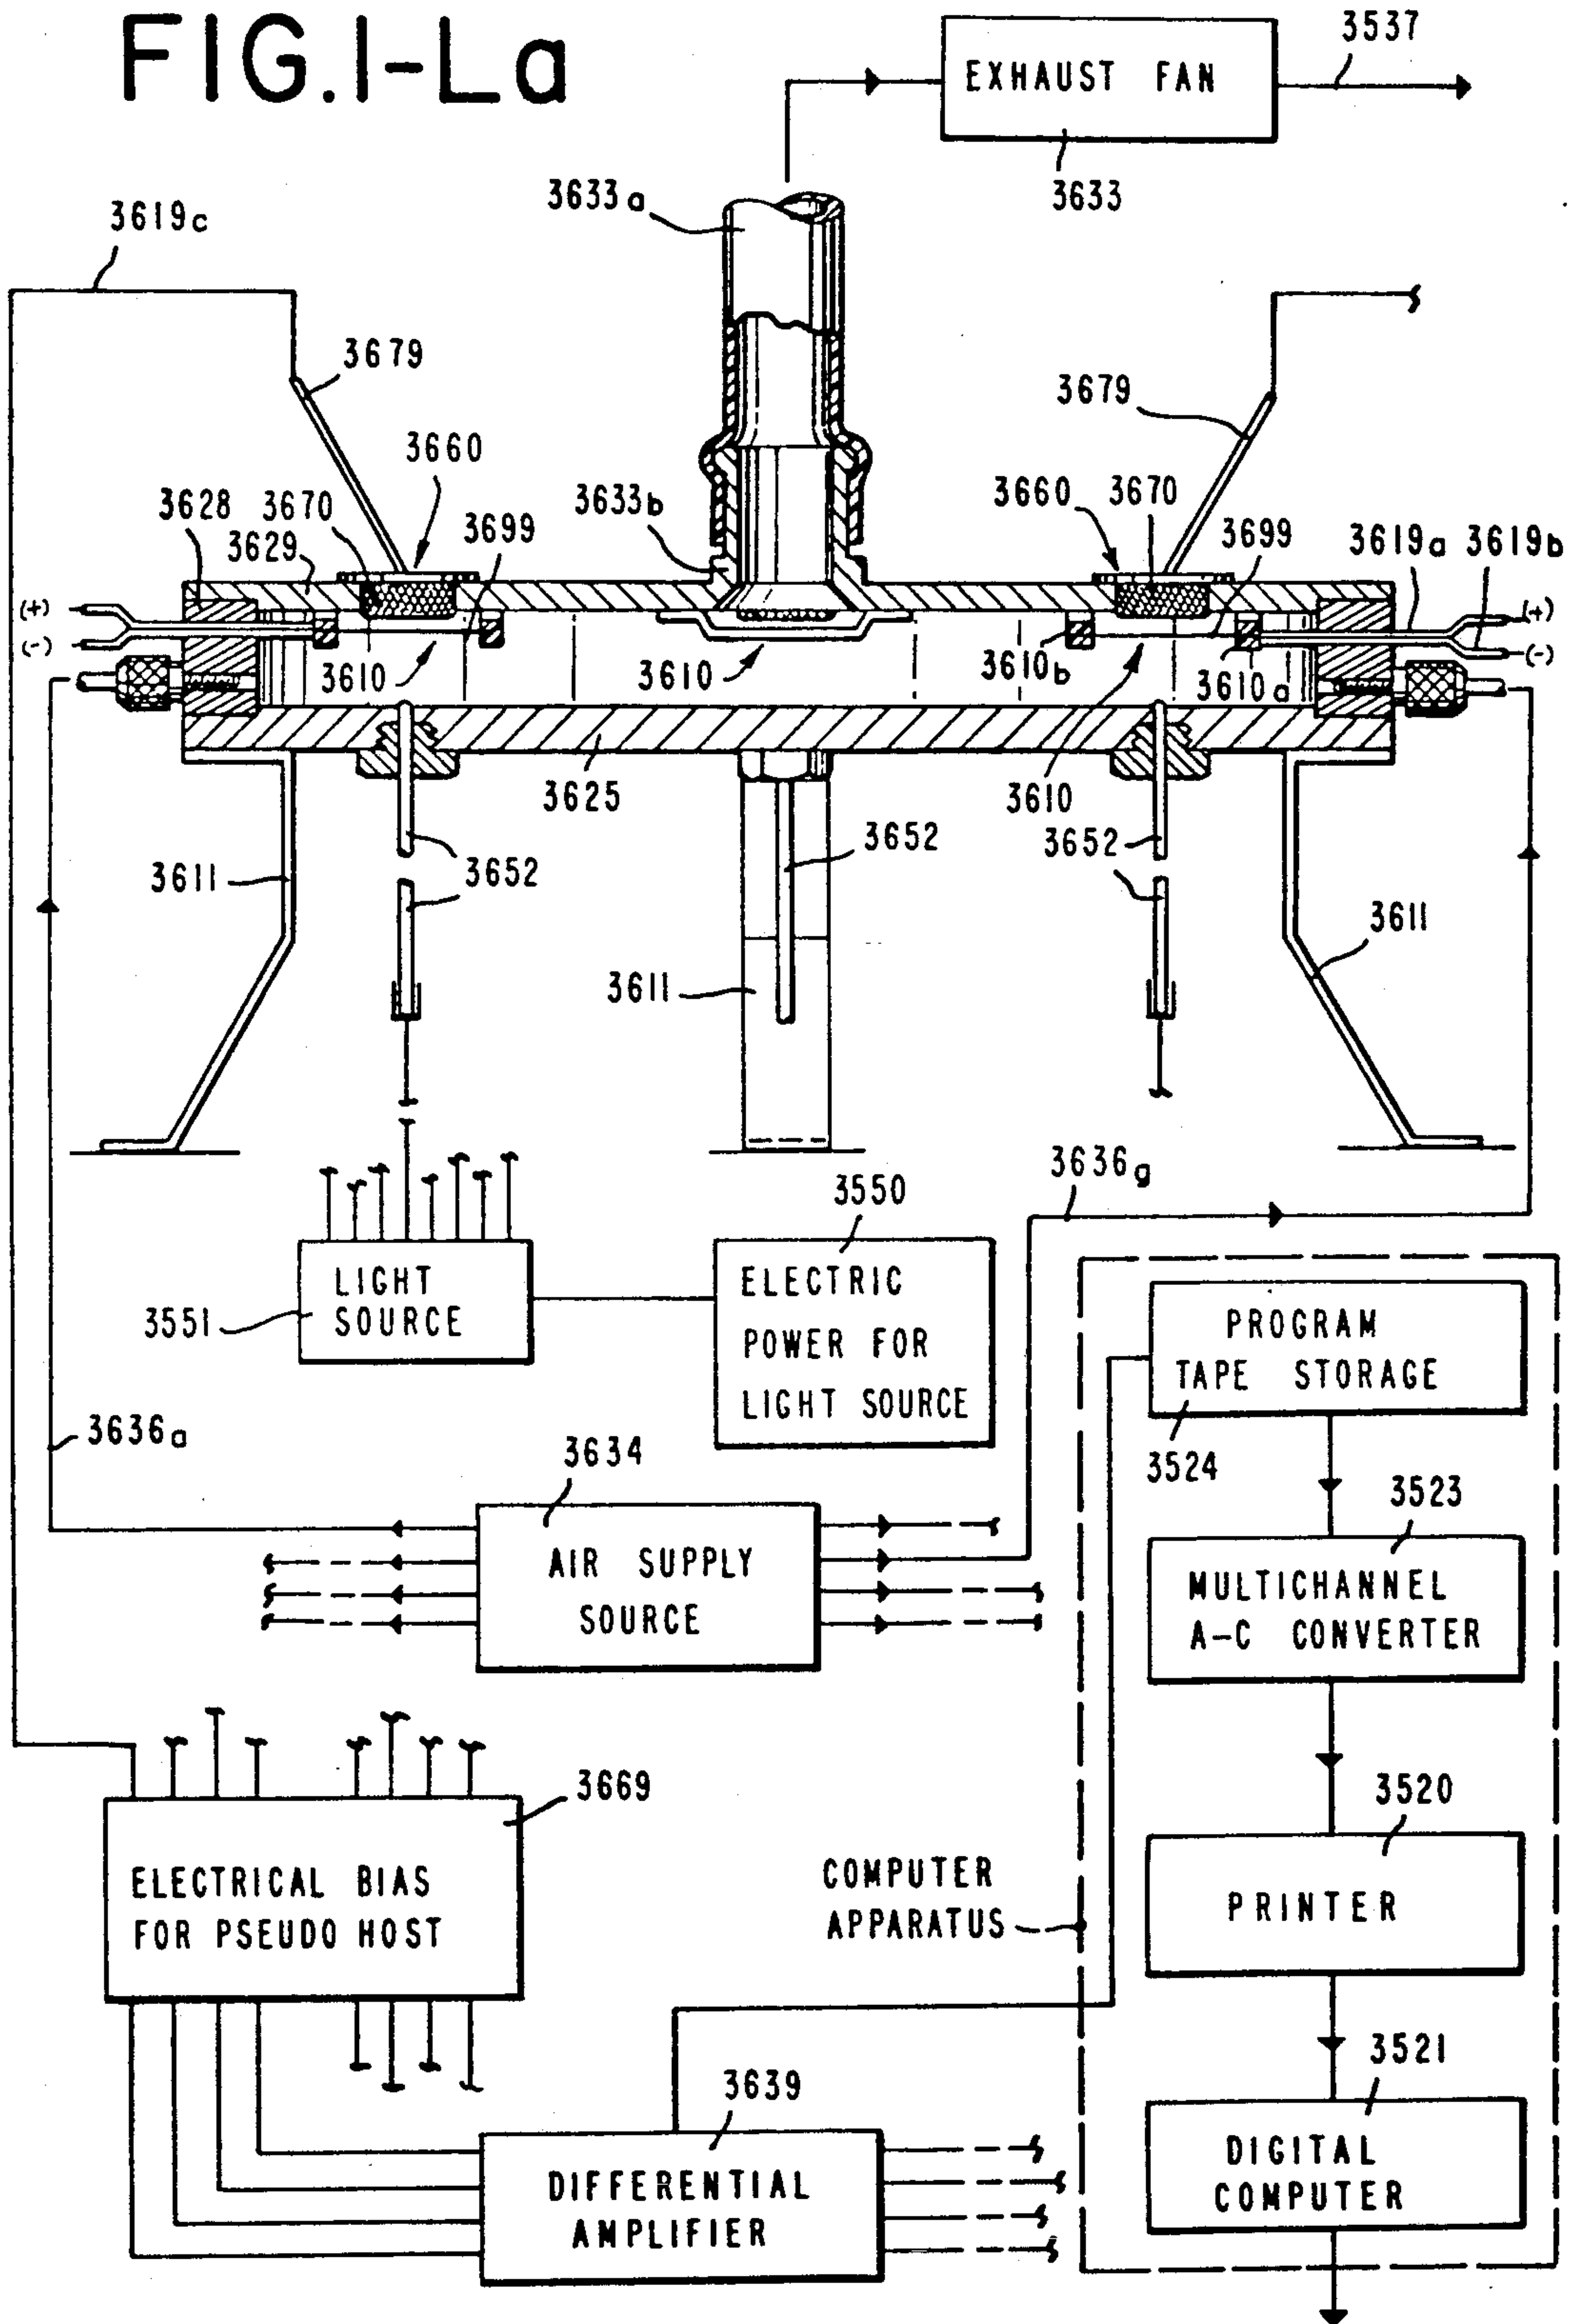 FIG.I-La
3537
EXHAUST FAN
3633
3633a
3619c
3679
3679
3660
3670
3628
3629
3699
3633b
3660
3670
3699
3619a
3619b
(+)
(-)
(+)
(-)
3610
3610
3610b
3610a
3625
3610
3652
3652
3652
3611
3611
3611
3636g
3550
LIGHT
SOURCE
3551
ELECTRIC
POWER FOR
LIGHT SOURCE
PROGRAM
TAPE STORAGE
3524
3636a
3634
AIR SUPPLY
SOURCE
3523
MULTICHANNEL
A-C CONVERTER
3669
ELECTRICAL BIAS
FOR PSEUDO HOST
3520
PRINTER
COMPUTER
APPARATUS
3521
DIGITAL
COMPUTER
3639
DIFFERENTIAL
AMPLIFIER